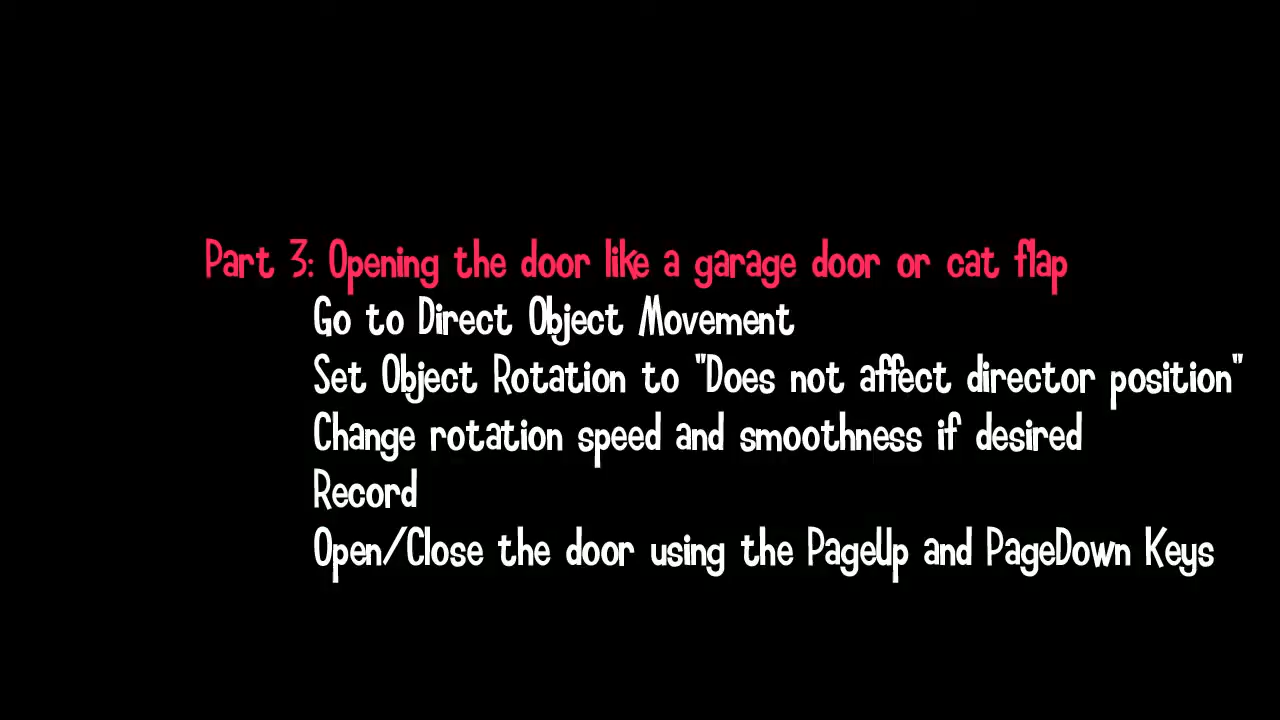 Part 3: Opening the door like a garage door or cat flap
Go to Direct Object Movement
Set Object Rotation to "Does not affect director position"
Change rotation speed and smoothness if desired
Record
Open/Close the door using the PageUp and PageDown Keys